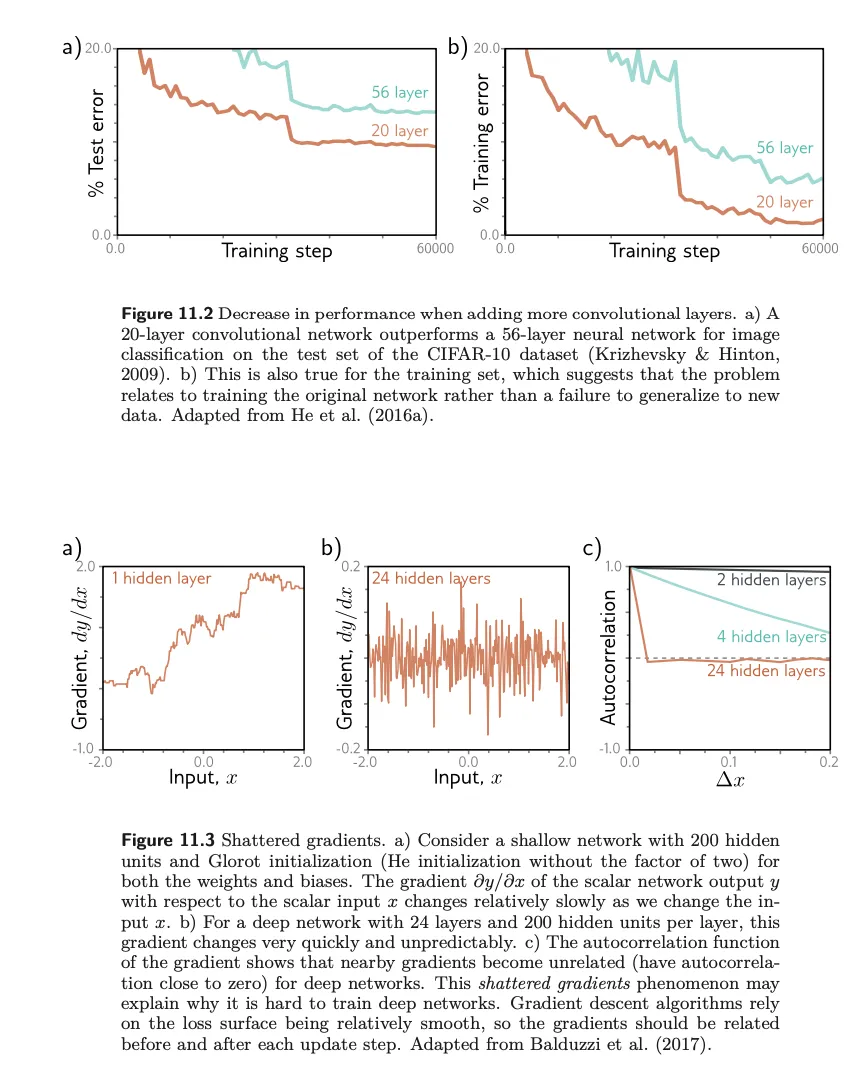 a)
20.0
56 layer
20 layer
% Test error
0.0
0.0
Training step
60000
b)
20.0
56 layer
20 layer
% Training error
0.0
0.0
Training step
60000
Figure 11.2 Decrease in performance when adding more convolutional layers. a) A
20-layer convolutional network outperforms a 56-layer neural network for image
classification on the test set of the CIFAR-10 dataset (Krizhevsky & Hinton,
2009). b) This is also true for the training set, which suggests that the problem
relates to training the original network rather than a failure to generalize to new
data. Adapted from He et al. (2016a).
a)
2.0
1 hidden layer
Gradient, dy/dx
-1.0
-2.0
0.0
2.0
Input, x
b)
0.2
24 hidden layers
Gradient, dy/dx
-0.2
-2.0
0.0
2.0
Input, x
c)
1.0
2 hidden layers
4 hidden layers
24 hidden layers
Autocorrelation
-1.0
0.0
0.1
0.2
Δx
Figure 11.3 Shattered gradients. a) Consider a shallow network with 200 hidden
units and Glorot initialization (He initialization without the factor of two) for
both the weights and biases. The gradient ∂y/∂x of the scalar network output y
with respect to the scalar input x changes relatively slowly as we change the in-
put x. b) For a deep network with 24 layers and 200 hidden units per layer, this
gradient changes very quickly and unpredictably. c) The autocorrelation function
of the gradient shows that nearby gradients become unrelated (have autocorrela-
tion close to zero) for deep networks. This shattered gradients phenomenon may
explain why it is hard to train deep networks. Gradient descent algorithms rely
on the loss surface being relatively smooth, so the gradients should be related
before and after each update step. Adapted from Balduzzi et al. (2017).